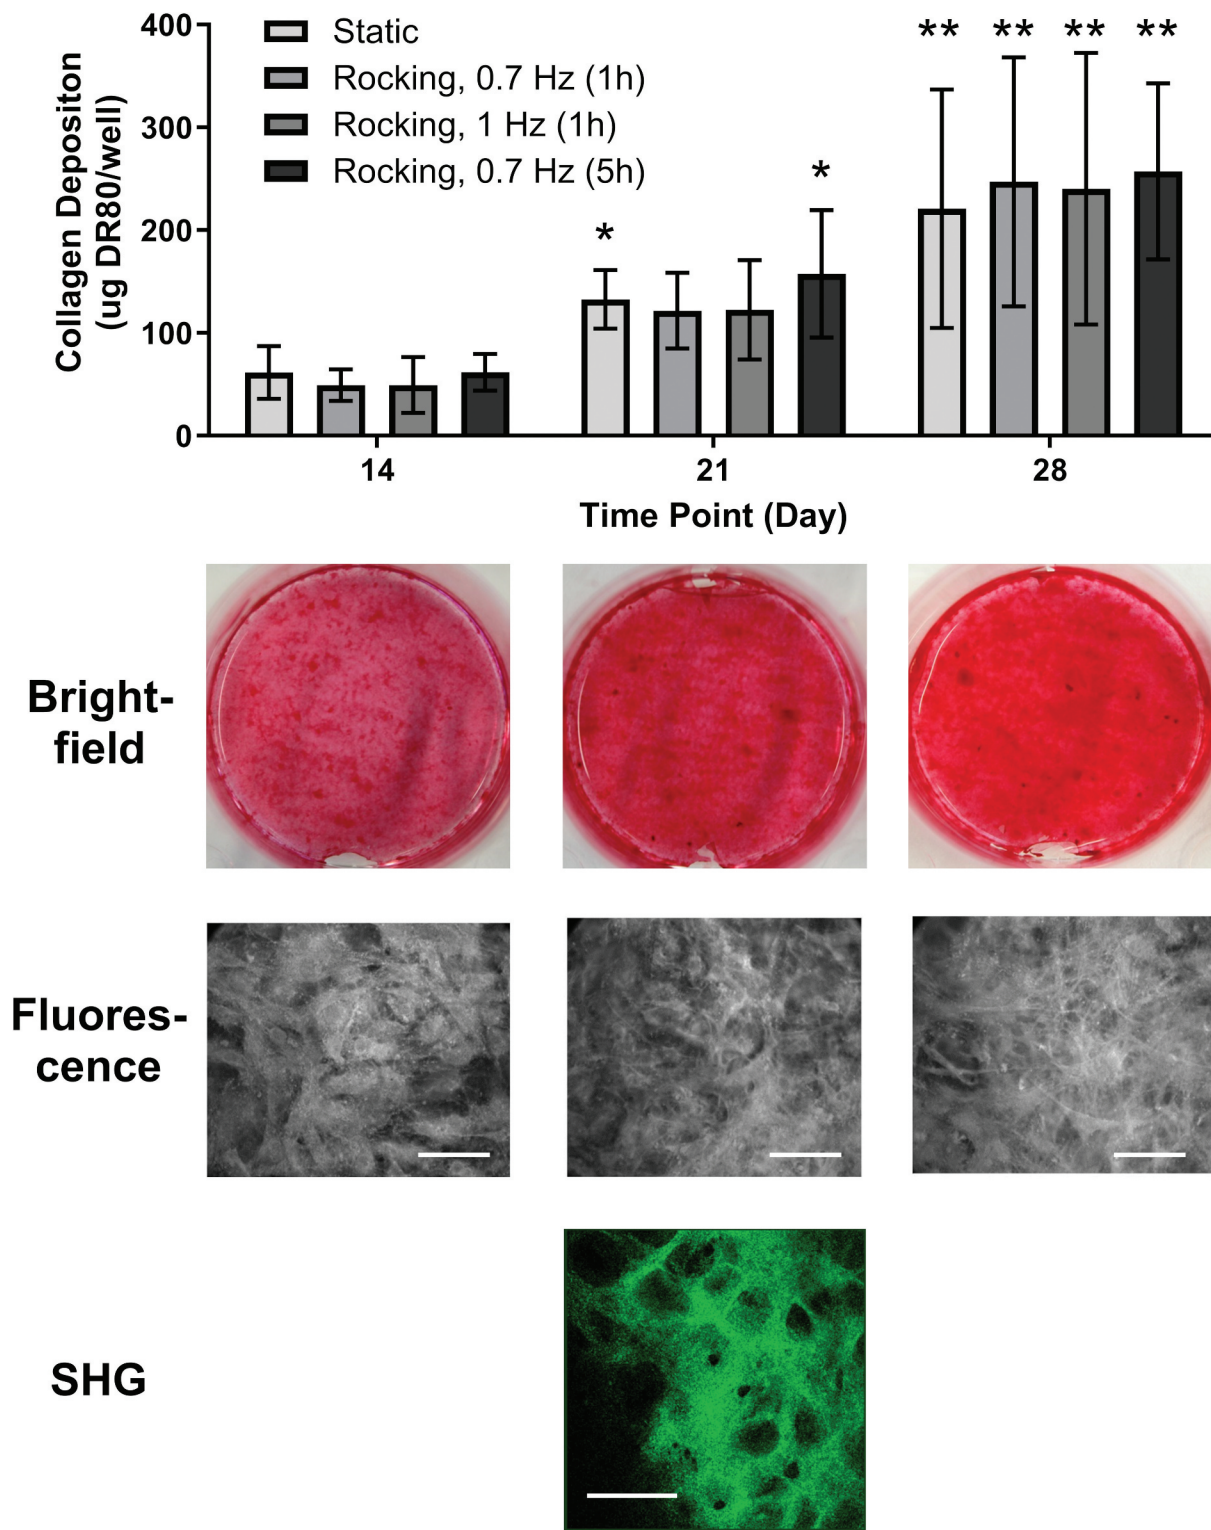 Collagen Depositon
(ug DR80/well)
400
300
200
100
0
Static
Rocking, 0.7 Hz (1h)
Rocking, 1 Hz (1h)
Rocking, 0.7 Hz (5h)
*
*
**
**
**
**
14
21
28
Time Point (Day)
Bright-
field
Fluores-
cence
SHG